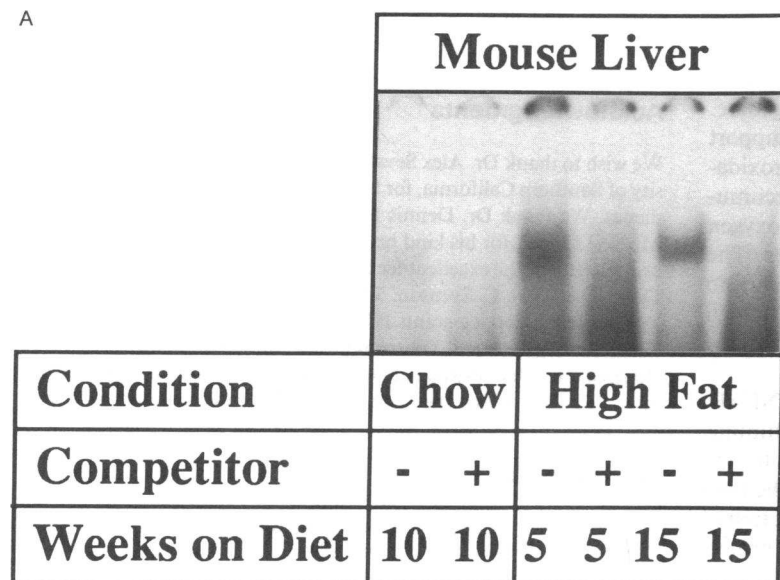 A
Mouse Liver
Condition Chow High Fat
Competitor - + - + - +
Weeks on Diet 10 10 5 5 15 15